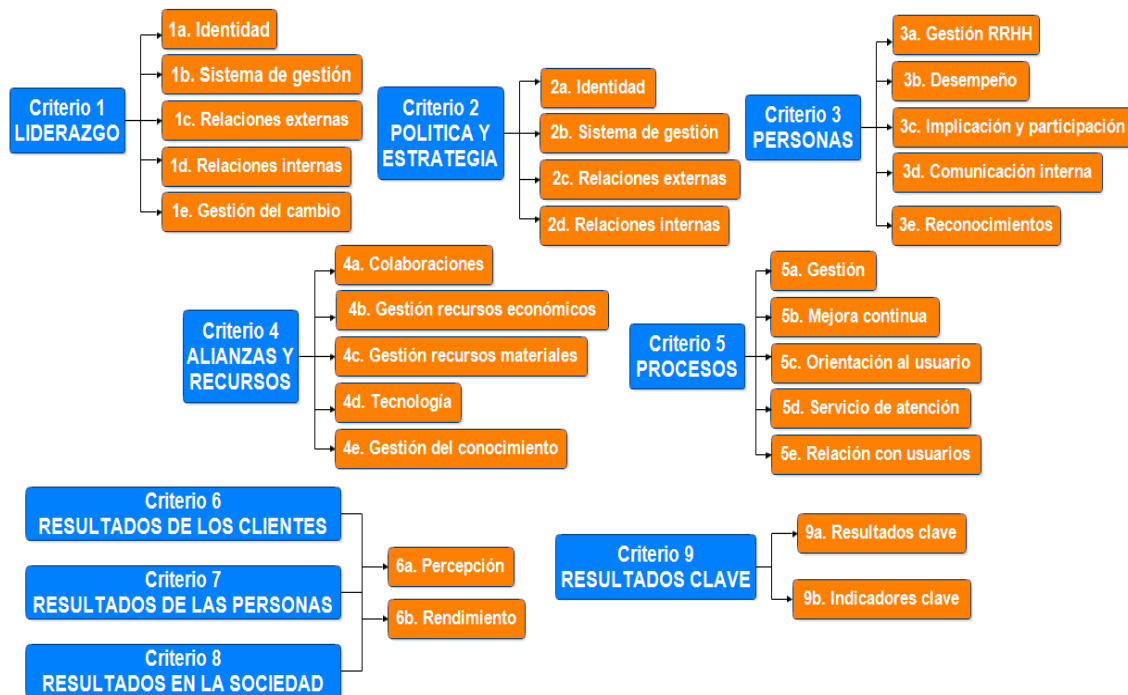 Criterio 1
LIDERAZGO
1a. Identidad
1b. Sistema de gestión
1c. Relaciones externas
1d. Relaciones internas
1e. Gestión del cambio
Criterio 2
POLITICA Y
ESTRATEGIA
2a. Identidad
2b. Sistema de gestión
2c. Relaciones externas
2d. Relaciones internas
Criterio 3
PERSONAS
3a. Gestión RRHH
3b. Desempeño
3c. Implicación y participación
3d. Comunicación interna
3e. Reconocimientos
Criterio 4
ALIANZAS Y
RECURSOS
4a. Colaboraciones
4b. Gestión recursos económicos
4c. Gestión recursos materiales
4d. Tecnología
4e. Gestión del conocimiento
Criterio 5
PROCESOS
5a. Gestión
5b. Mejora continua
5c. Orientación al usuario
5d. Servicio de atención
5e. Relación con usuarios
Criterio 6
RESULTADOS DE LOS CLIENTES
Criterio 7
RESULTADOS DE LAS PERSONAS
Criterio 8
RESULTADOS EN LA SOCIEDAD
6a. Percepción
6b. Rendimiento
Criterio 9
RESULTADOS CLAVE
9a. Resultados clave
9b. Indicadores clave